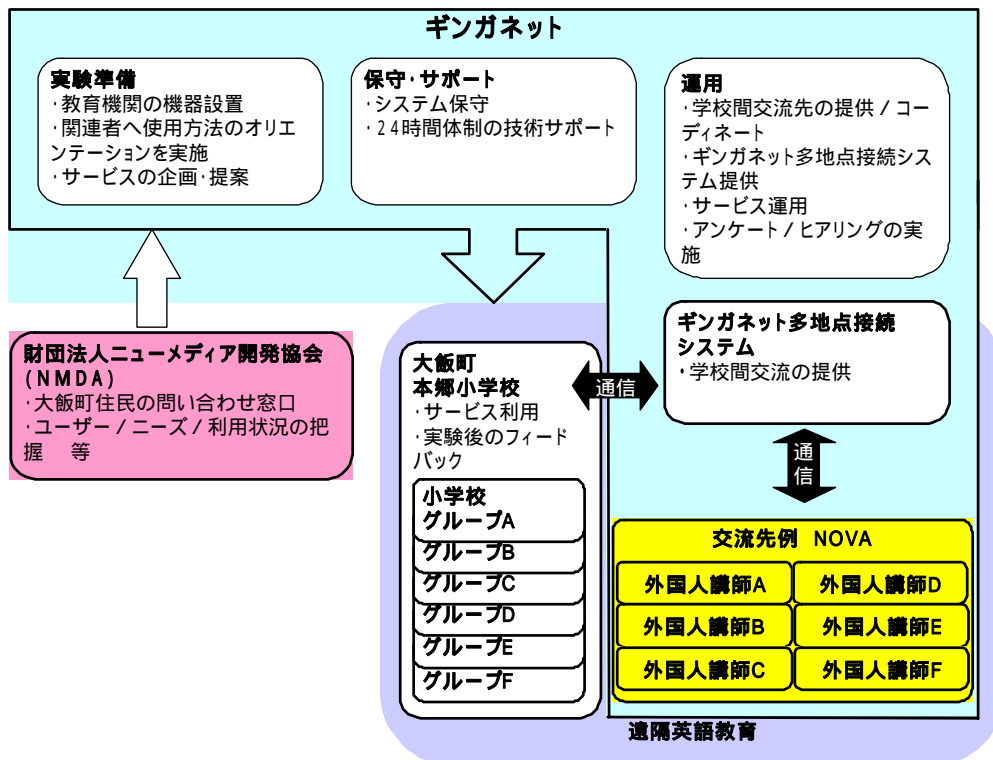 ギンガネット
実験準備
･教育機関の機器設置
･関連者へ使用方法のオリエ
ンテーションを実施
･サービスの企画･提案
保守･サポート
･システム保守
･24時間体制の技術サポート
運用
･学校間交流先の提供/コー
ディネート
･ギンガネット多地点接続シス
テム提供
･サービス運用
･アンケート/ヒアリングの実
施
財団法人ニューメディア開発協会
(NMDA)
･大飯町住民の問い合わせ窓口
･ユーザー/ニーズ/利用状況の把
握 等
大飯町
本郷小学校
･サービス利用
･実験後のフィード
バック
小学校
グループA
グループB
グループC
グループD
グループE
グループF
通信
ギンガネット多地点接続
システム
･学校間交流の提供
通
信
交流先例 NOVA
外国人講師A
外国人講師D
外国人講師B
外国人講師E
外国人講師C
外国人講師F
遠隔英語教育